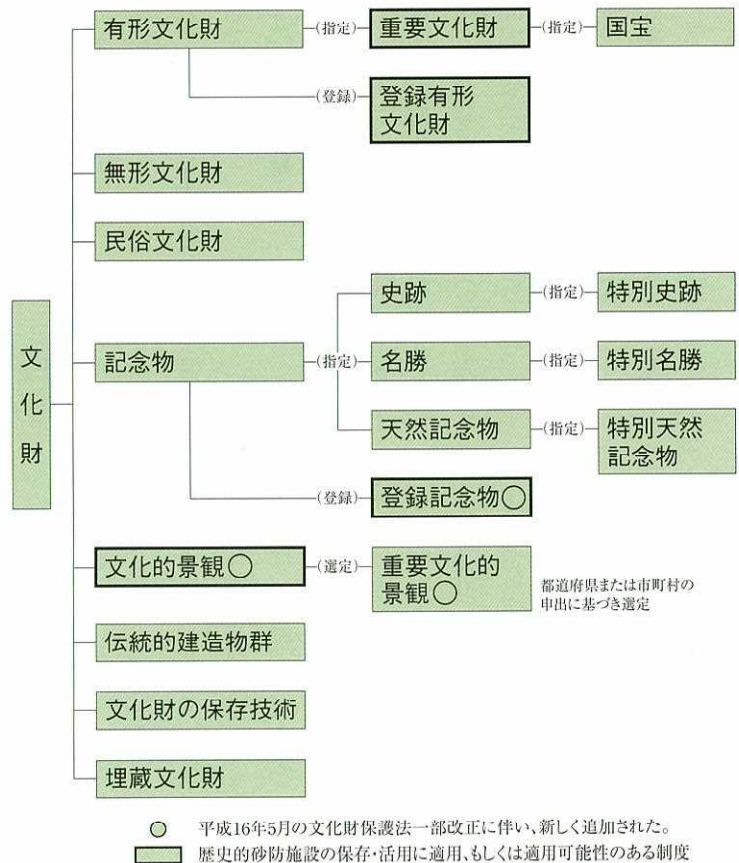 有形文化財 (指定) 重要文化財 (指定) 国宝
(登録) 登録有形
文化財
無形文化財
民俗文化財
史跡 (指定) 特別史跡
文化財
記念物 (指定) 名勝 (指定) 特別名勝
天然記念物 (指定) 特別天然
記念物
(登録) 登録記念物○
文化的景観○ (選定) 重要文化的
景観○
都道府県または市町村の
申出に基づき選定
伝統的建造物群
文化財の保存技術
埋蔵文化財
○ 平成16年5月の文化財保護法一部改正に伴い、新しく追加された。
歴史的砂防施設の保存・活用に適用、もしくは適用可能性のある制度